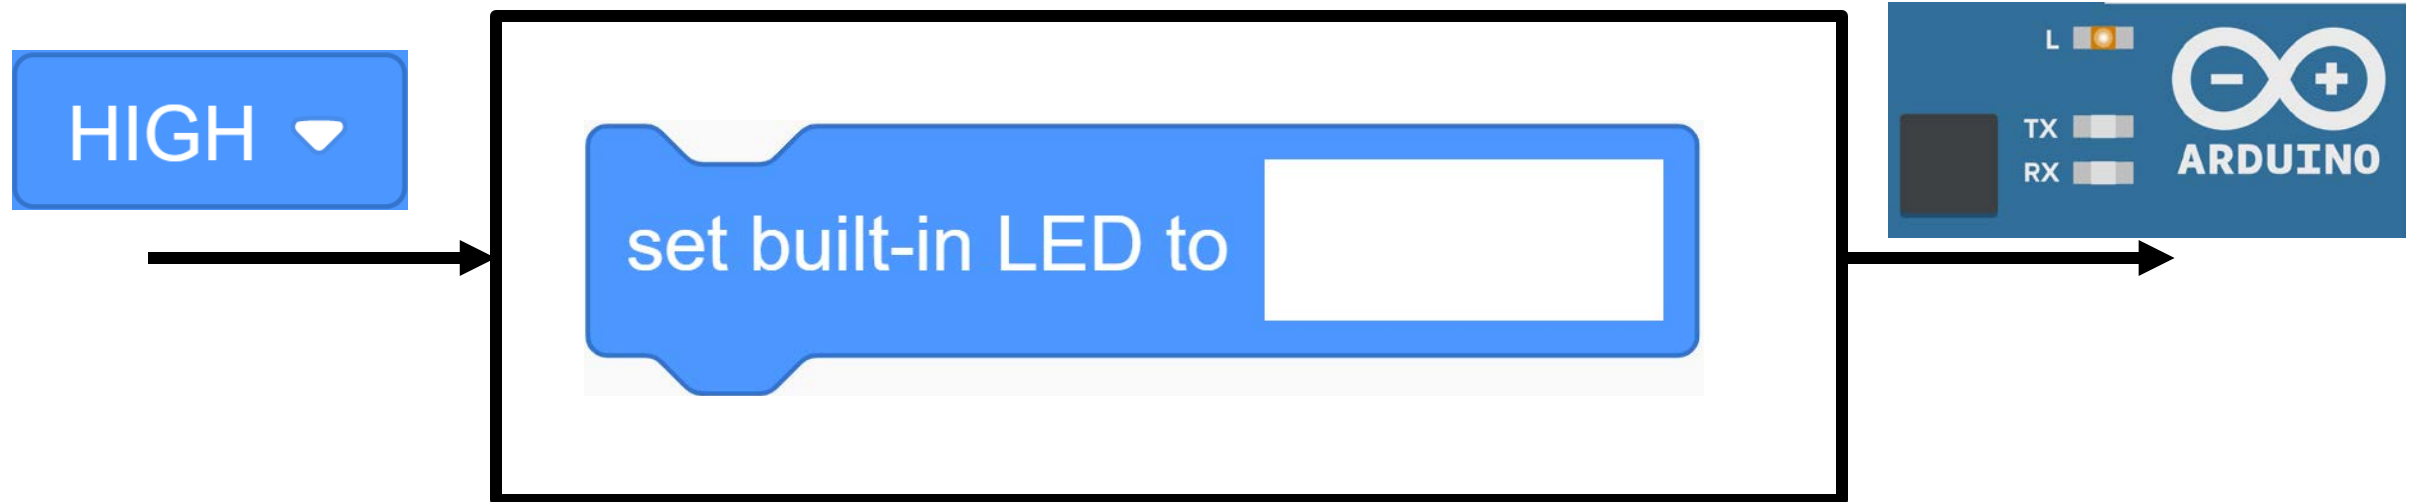 HIGH
set built-in LED to
L
TX
RX
ARDUINO